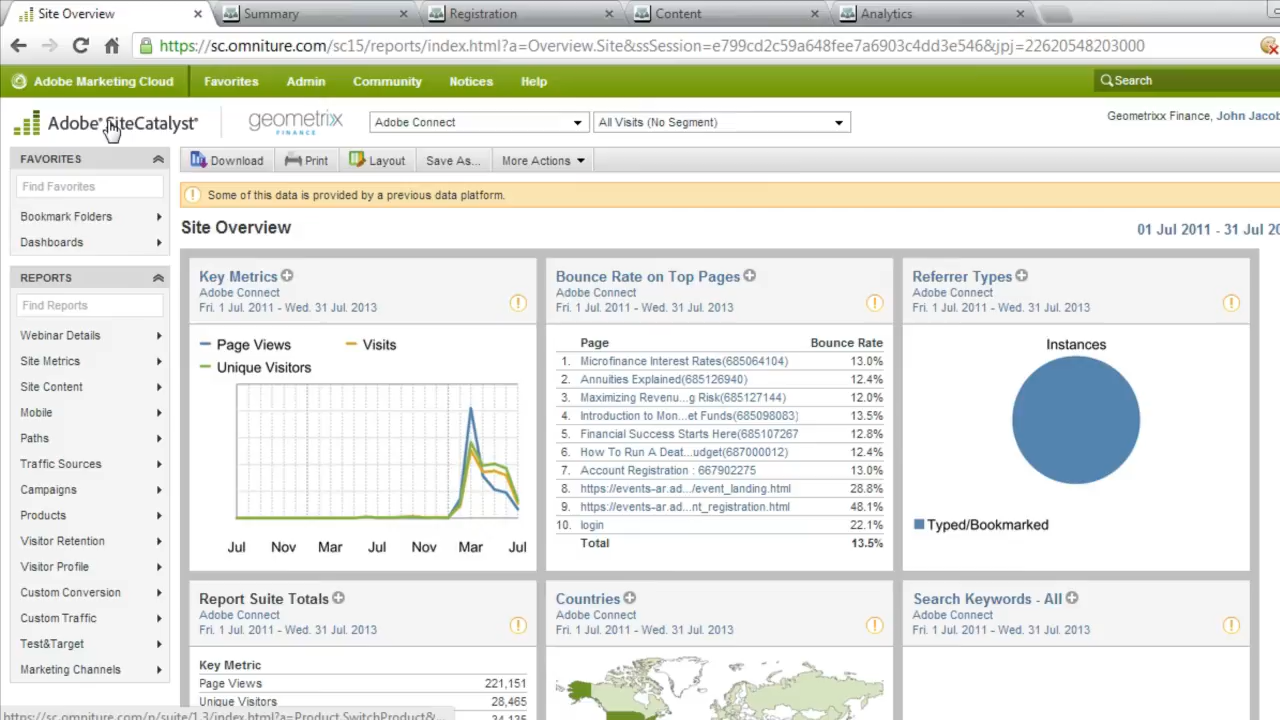 Site Overview
Summary
Registration
Content
Analytics
https://sc.omniture.com/sc15/reports/index.html?a=Overview.Site&ssSession=e799cd2c59a648fee7a6903c4dd3e546&jpj=22620548203000
Adobe Marketing Cloud
Favorites
Admin
Community
Notices
Help
Search
Adobe® SiteCatalyst®
geometrixx
FINANCE
Adobe Connect
All Visits (No Segment)
Geometrixx Finance, John Jacob
FAVORITES
Find Favorites
Bookmark Folders
Dashboards
REPORTS
Find Reports
Webinar Details
Site Metrics
Site Content
Mobile
Paths
Traffic Sources
Campaigns
Products
Visitor Retention
Visitor Profile
Custom Conversion
Custom Traffic
Test&Target
Marketing Channels
Download
Print
Layout
Save As...
More Actions
Some of this data is provided by a previous data platform.
Site Overview
01 Jul 2011 - 31 Jul 20
Key Metrics
Adobe Connect
Fri. 1 Jul. 2011 - Wed. 31 Jul. 2013
Page Views
Visits
Unique Visitors
Jul Nov Mar Jul Nov Mar Jul
Bounce Rate on Top Pages
Adobe Connect
Fri. 1 Jul. 2011 - Wed. 31 Jul. 2013
Page Bounce Rate
1. Microfinance Interest Rates(685064104) 13.0%
2. Annuities Explained(685126940) 12.4%
3. Maximizing Revenu...g Risk(685127144) 12.0%
4. Introduction to Mon...et Funds(685098083) 13.5%
5. Financial Success Starts Here(685107267 12.8%
6. How To Run A Deat...udget(687000012) 12.4%
7. Account Registration : 667902275 13.0%
8. https://events-ar.ad.../event_landing.html 28.8%
9. https://events-ar.ad...nt_registration.html 48.1%
10. login 22.1%
Total 13.5%
Referrer Types
Adobe Connect
Fri. 1 Jul. 2011 - Wed. 31 Jul. 2013
Instances
Typed/Bookmarked
Report Suite Totals
Adobe Connect
Fri. 1 Jul. 2011 - Wed. 31 Jul. 2013
Key Metric
Page Views 221,151
Unique Visitors 28,465
34,135
Countries
Adobe Connect
Fri. 1 Jul. 2011 - Wed. 31 Jul. 2013
Search Keywords - All
Adobe Connect
Fri. 1 Jul. 2011 - Wed. 31 Jul. 2013
https://sc.omniture.com/p/suite/1.3/index.html?a=Product.SwitchProduct&...